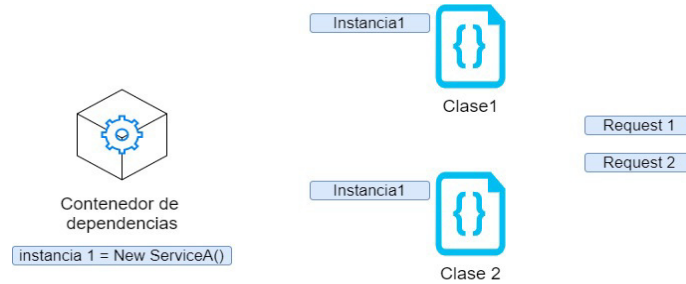 Instancia1
{}
Clase1
Request 1
Request 2
Contenedor de
dependencias
instancia 1 = New ServiceA()
Instancia1
{}
Clase 2